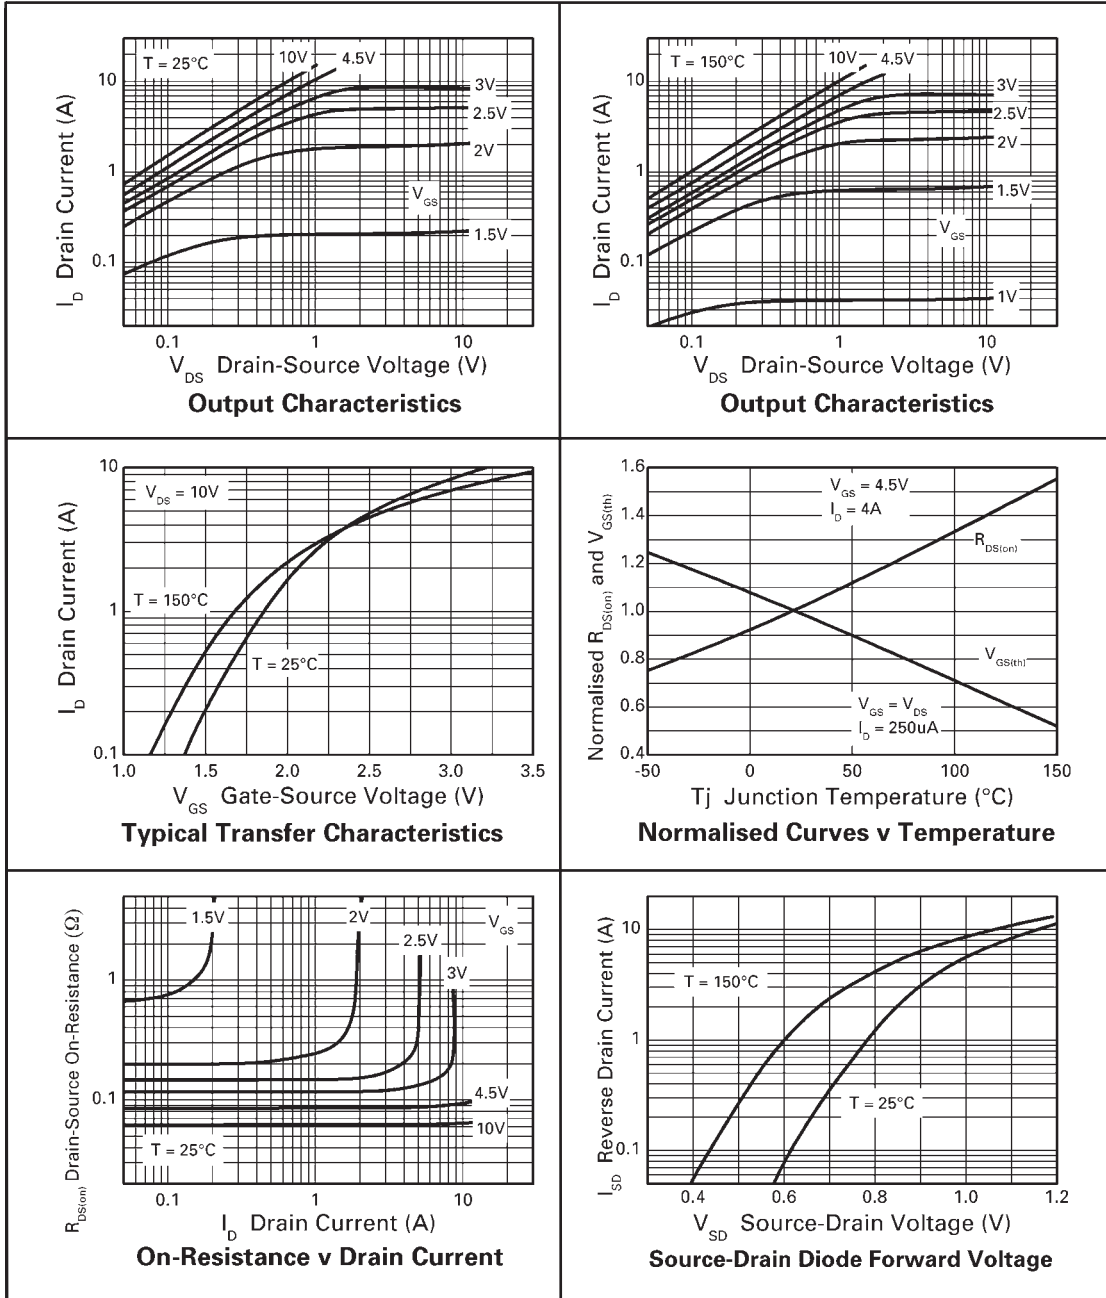 T = 25°C
10V
4.5V
3V
2.5V
2V
V_GS
1.5V
10
1
0.1
I_D Drain Current (A)
0.1
1
10
V_DS Drain-Source Voltage (V)
Output Characteristics
T = 150°C
10V
4.5V
3V
2.5V
2V
1.5V
V_GS
1V
10
1
0.1
I_D Drain Current (A)
0.1
1
10
V_DS Drain-Source Voltage (V)
Output Characteristics
V_DS = 10V
T = 150°C
T = 25°C
10
1
0.1
I_D Drain Current (A)
1.0
1.5
2.0
2.5
3.0
3.5
V_GS Gate-Source Voltage (V)
Typical Transfer Characteristics
1.6
1.4
1.2
1.0
0.8
0.6
0.4
Normalised R_DS(on) and V_GS(th)
V_GS = 4.5V
I_D = 4A
R_DS(on)
V_GS(th)
V_GS = V_DS
I_D = 250uA
-50
0
50
100
150
Tj Junction Temperature (°C)
Normalised Curves v Temperature
1.5V
2V
V_GS
2.5V
3V
4.5V
10V
T = 25°C
1
0.1
R_DS(on) Drain-Source On-Resistance (Ω)
0.1
1
10
I_D Drain Current (A)
On-Resistance v Drain Current
T = 150°C
T = 25°C
10
1
0.1
I_SD Reverse Drain Current (A)
0.4
0.6
0.8
1.0
1.2
V_SD Source-Drain Voltage (V)
Source-Drain Diode Forward Voltage